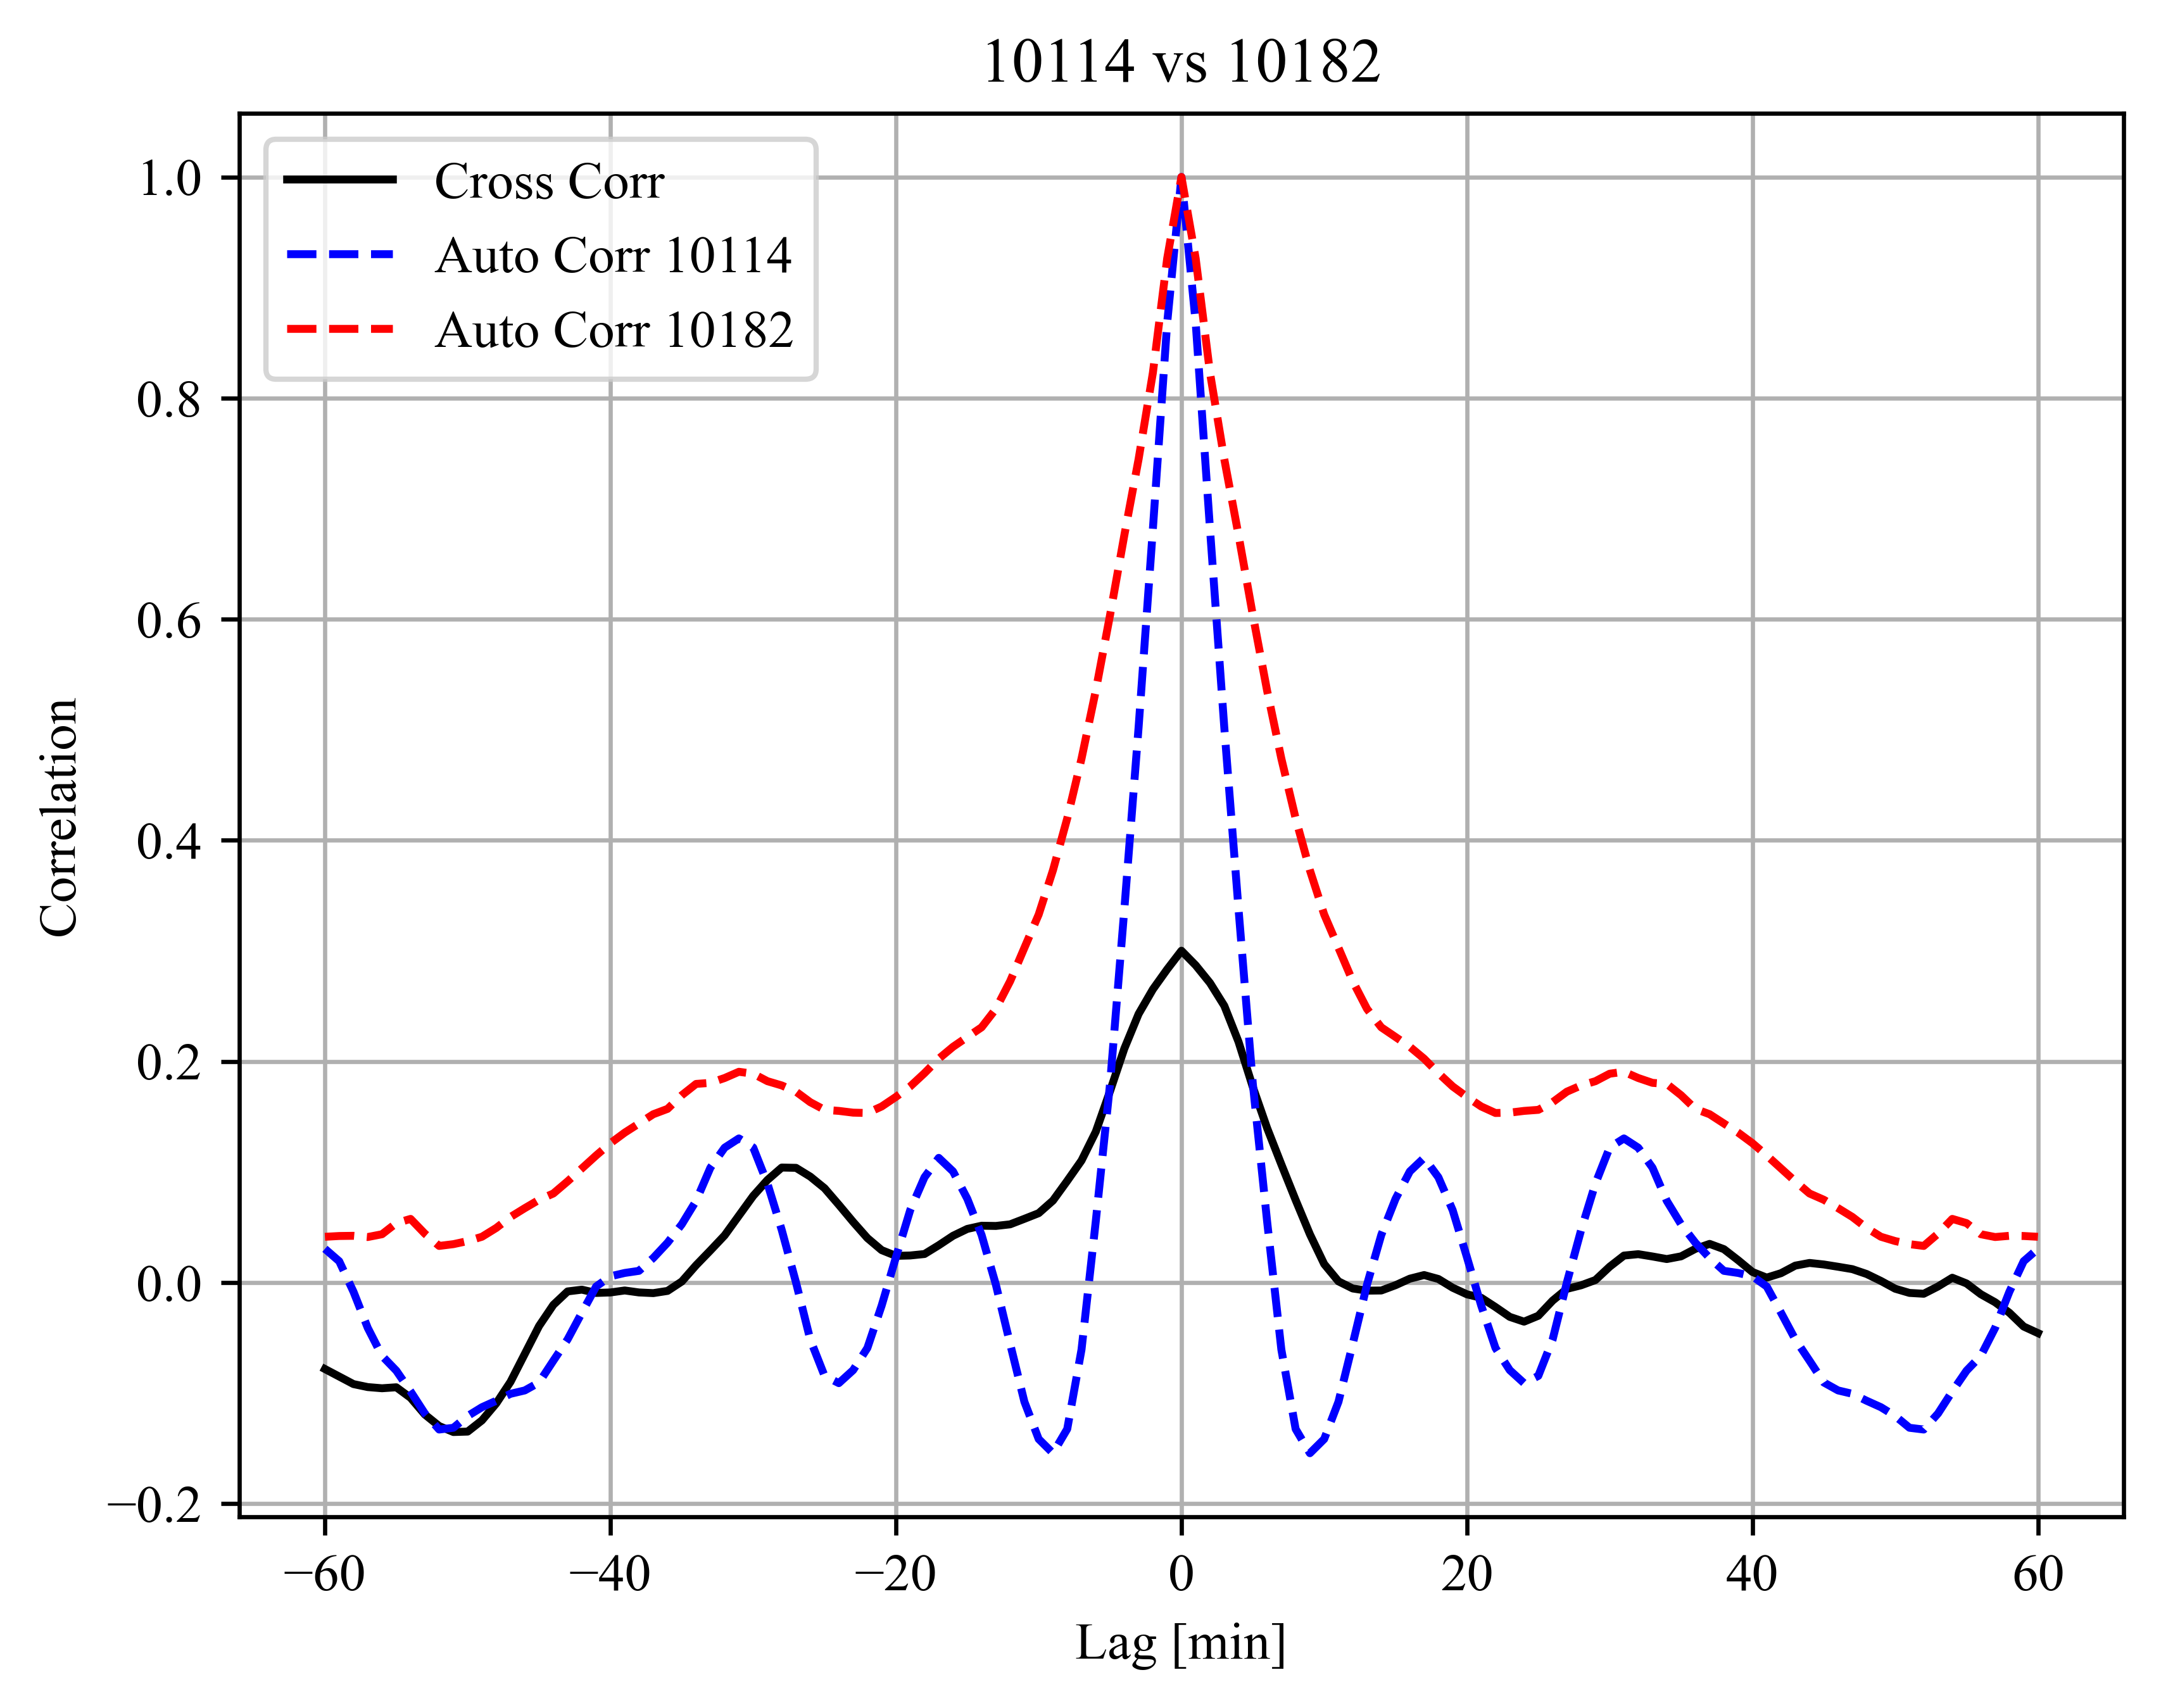 10114 vs 10182
Cross Corr
Auto Corr 10114
Auto Corr 10182
1.0
0.8
0.6
0.4
0.2
0.0
−0.2
Correlation
−60
−40
−20
0
20
40
60
Lag [min]